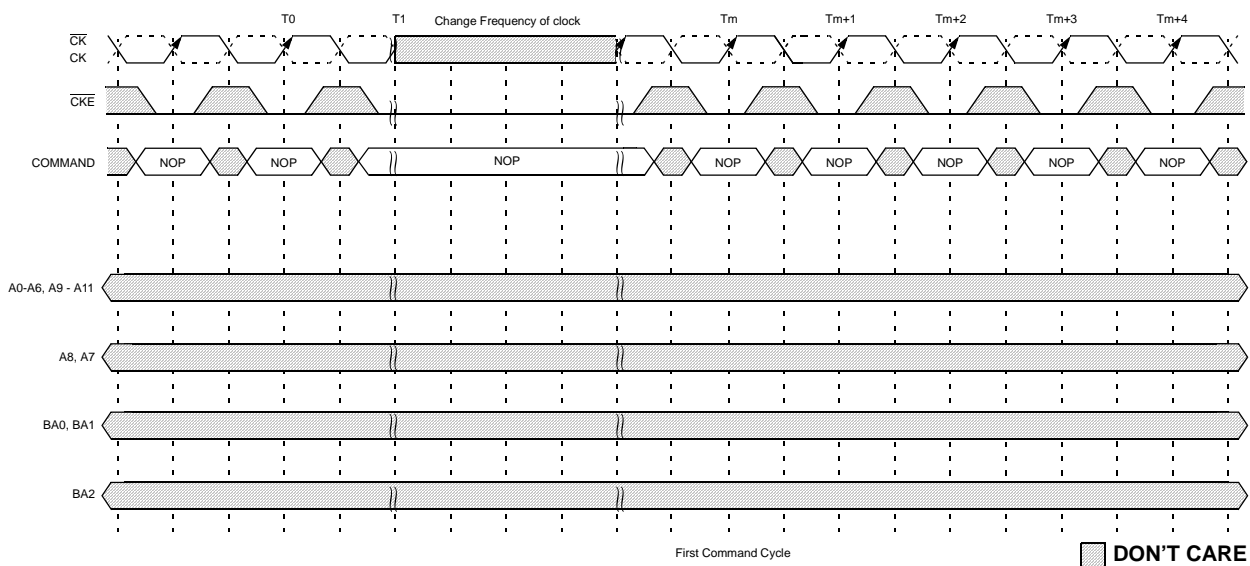 T0 T1 Change Frequency of clock Tm Tm+1 Tm+2 Tm+3 Tm+4
CK
CK
CKE
COMMAND NOP NOP NOP NOP NOP NOP NOP NOP
A0-A6, A9 - A11
A8, A7
BA0, BA1
BA2
First Command Cycle
DON'T CARE